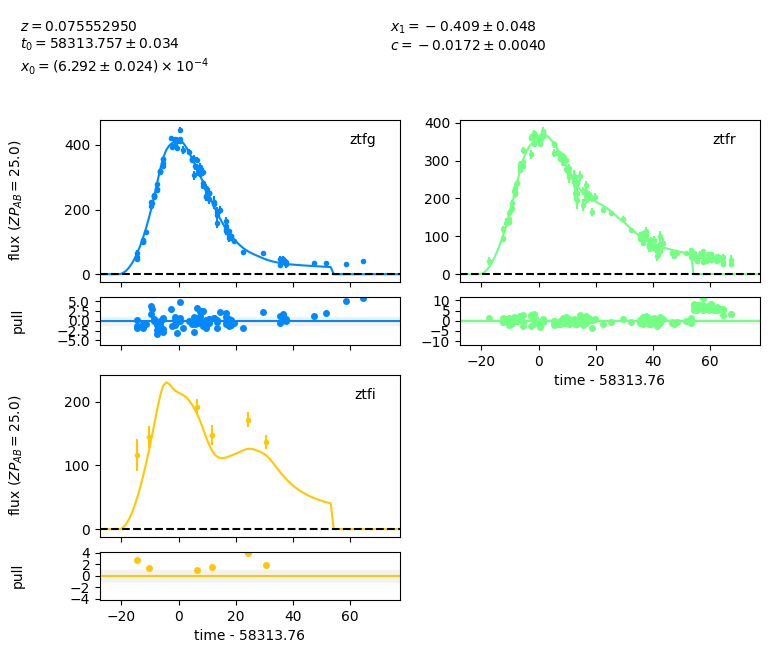 z = 0.075552950
t₀ = 58313.757 ± 0.034
x₀ = (6.292 ± 0.024) × 10⁻⁴
x₁ = −0.409 ± 0.048
c = −0.0172 ± 0.0040
flux (ZP_AB = 25.0)
400
200
0
ztfg
400
300
200
100
0
ztfr
pull
5.0
2.5
0.0
−2.5
−5.0
10
5
0
−5
−10
−20 0 20 40 60
time - 58313.76
flux (ZP_AB = 25.0)
200
100
0
ztfi
pull
4
2
0
−2
−4
−20 0 20 40 60
time - 58313.76